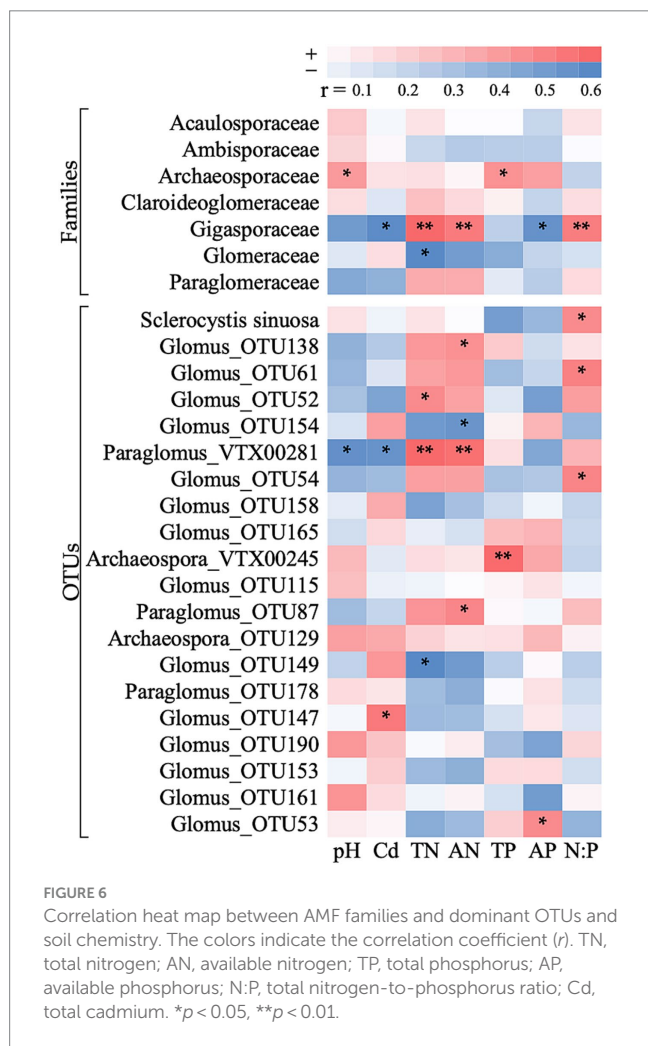 +
−
r = 0.1 0.2 0.3 0.4 0.5 0.6
Families
Acaulosporaceae
Ambisporaceae
Archaeosporaceae * *
Claroideoglomeraceae
Gigasporaceae * ** ** * **
Glomeraceae *
Paraglomeraceae
OTUs
Sclerocystis sinuosa *
Glomus_OTU138 *
Glomus_OTU61 *
Glomus_OTU52 *
Glomus_OTU154 *
Paraglomus_VTX00281 * * ** **
Glomus_OTU54 *
Glomus_OTU158
Glomus_OTU165
Archaeospora_VTX00245 **
Glomus_OTU115
Paraglomus_OTU87 *
Archaeospora_OTU129
Glomus_OTU149 *
Paraglomus_OTU178
Glomus_OTU147 *
Glomus_OTU190
Glomus_OTU153
Glomus_OTU161
Glomus_OTU53 *
pH Cd TN AN TP AP N:P
FIGURE 6
Correlation heat map between AMF families and dominant OTUs and
soil chemistry. The colors indicate the correlation coefficient (r). TN,
total nitrogen; AN, available nitrogen; TP, total phosphorus; AP,
available phosphorus; N:P, total nitrogen-to-phosphorus ratio; Cd,
total cadmium. *p < 0.05, **p < 0.01.